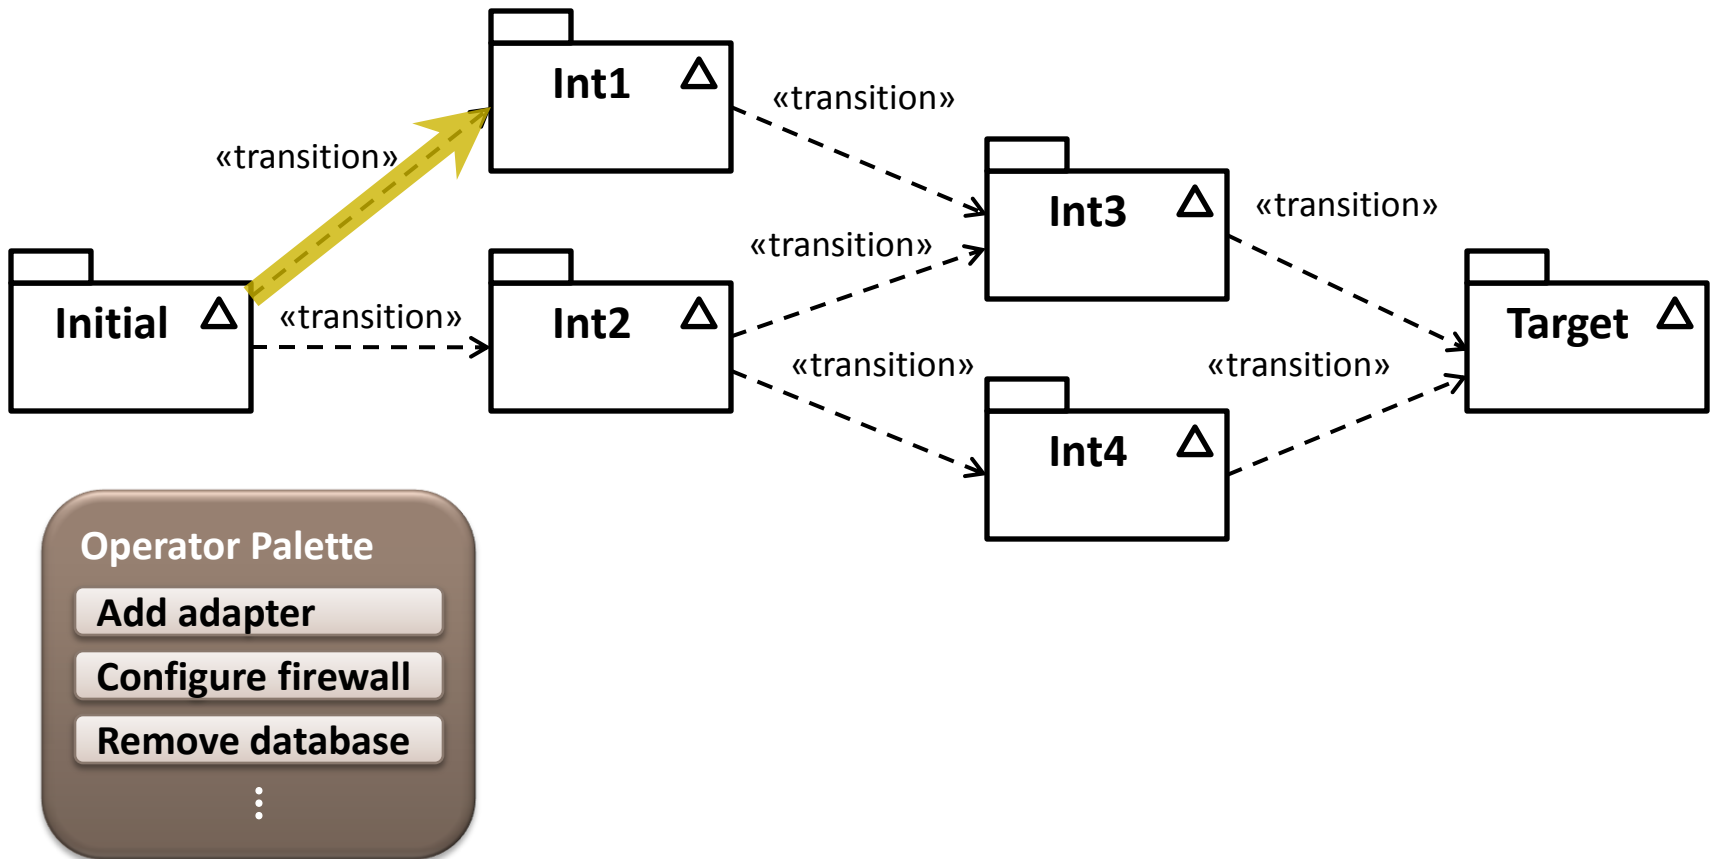 Int1
«transition»
«transition»
Int3
«transition»
«transition»
Initial
«transition»
Int2
Target
«transition»
«transition»
Int4
Operator Palette
Add adapter
Configure firewall
Remove database
⋮